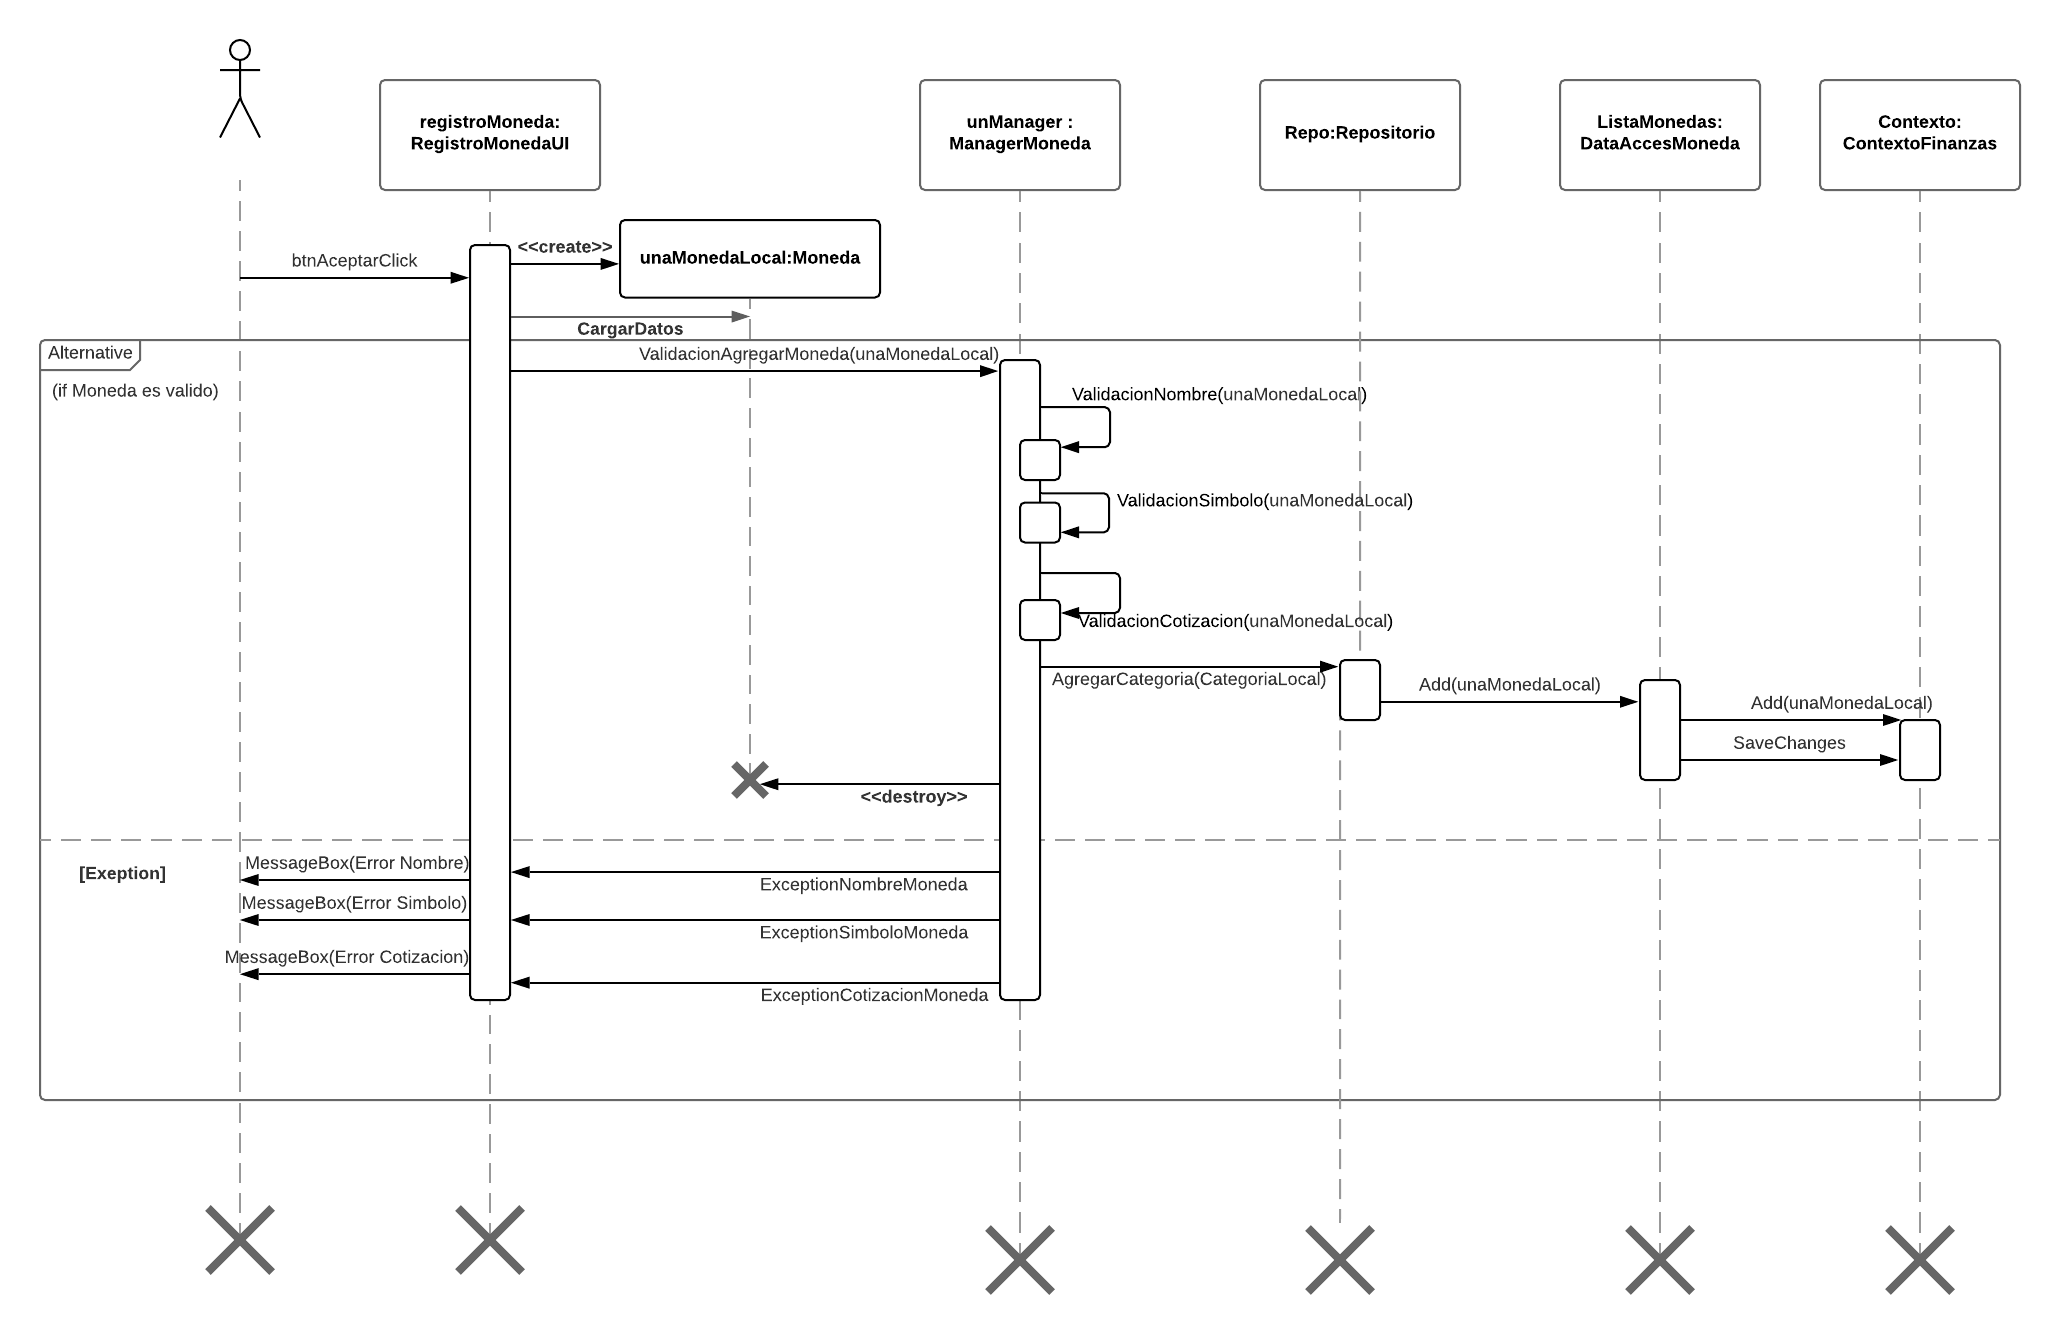 registroMoneda:
RegistroMonedaUI
unManager :
ManagerMoneda
Repo:Repositorio
ListaMonedas:
DataAccesMoneda
Contexto:
ContextoFinanzas
<<create>>
unaMonedaLocal:Moneda
btnAceptarClick
CargarDatos
Alternative
ValidacionAgregarMoneda(unaMonedaLocal)
(if Moneda es valido)
ValidacionNombre(unaMonedaLocal)
ValidacionSimbolo(unaMonedaLocal)
ValidacionCotizacion(unaMonedaLocal)
AgregarCategoria(CategoriaLocal)
Add(unaMonedaLocal)
Add(unaMonedaLocal)
SaveChanges
<<destroy>>
[Exeption]
MessageBox(Error Nombre)
ExceptionNombreMoneda
MessageBox(Error Simbolo)
ExceptionSimboloMoneda
MessageBox(Error Cotizacion)
ExceptionCotizacionMoneda